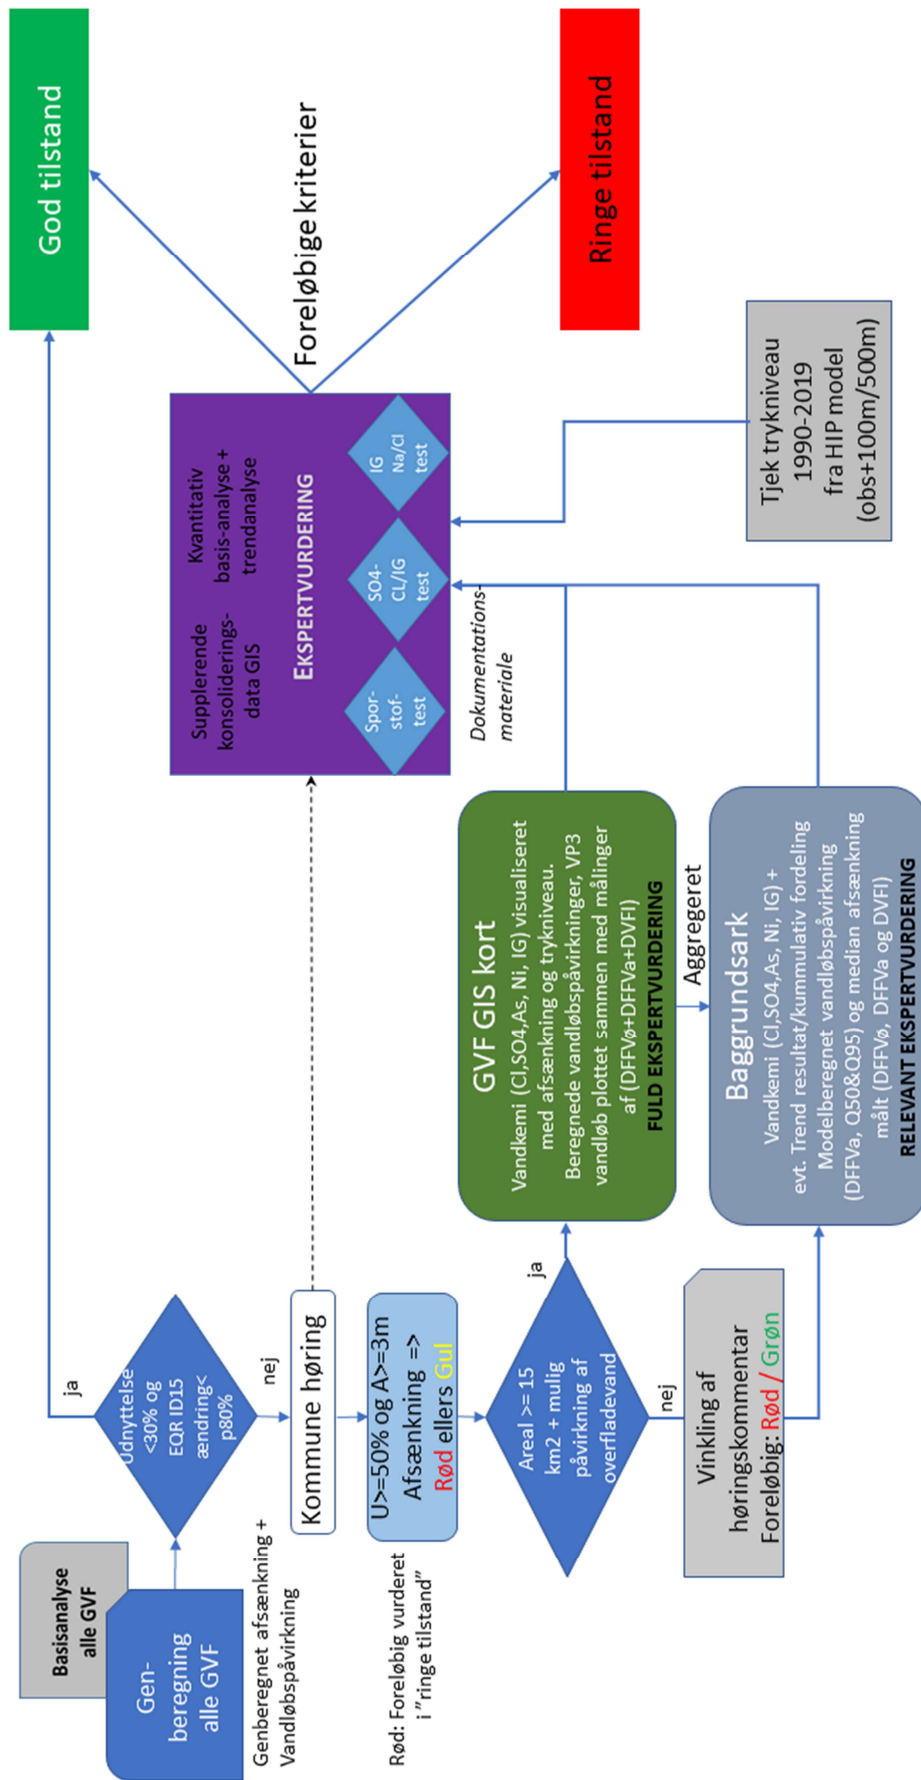 Basisanalyse
alle GVF
Gen-
beregning
alle GVF
Genberegnet afsænkning +
Vandløbspåvirkning
Udnyttelse
<30% og
EQR ID15
ændring<
p80%
ja
nej
Kommune høring
U>=50% og A>=3m
Afsænkning =>
Rød ellers Gul
Rød: Foreløbig vurderet
i ”ringe tilstand”
Areal >= 15
km2 + mulig
påvirkning af
overfladevand
ja
nej
Vinkling af
høringskommentar
Foreløbig: Rød / Grøn
GVF GIS kort
Vandkemi (Cl,SO4,As, Ni, IG) visualiseret
med afsænkning og trykniveau.
Beregnede vandløbspåvirkninger, VP3
vandløb plottet sammen med målinger
af (DFFVø+DFFVa+DVFI)
FULD EKSPERTVURDERING
Aggregeret
Baggrundsark
Vandkemi (Cl,SO4,As, Ni, IG) +
evt. Trend resultat/kummulativ fordeling
Modelberegnet vandløbspåvirkning
(DFFVa, Q50&Q95) og median afsænkning
målt (DFFVø, DFFVa og DVFI)
RELEVANT EKSPERTVURDERING
Dokumentations-
materiale
Supplerende
konsoliderings-
data GIS
Kvantitativ
basis-analyse +
trendanalyse
EKSPERTVURDERING
Spor-
stof-
test
SO4-
CL/IG
test
IG
Na/Cl
test
Tjek trykniveau
1990-2019
fra HIP model
(obs+100m/500m)
Foreløbige kriterier
God tilstand
Ringe tilstand